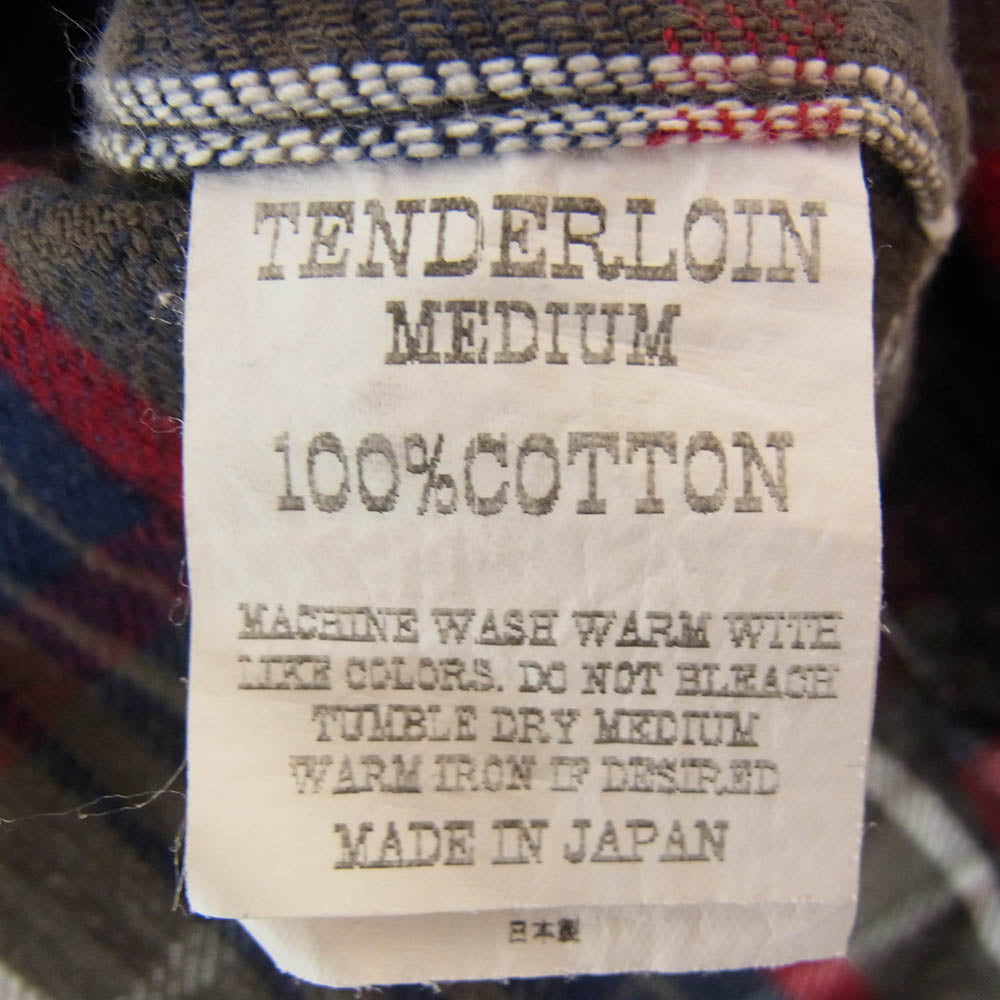 TENDERLOIN
MEDIUM
100%COTTON
MACHINE WASH WARM WITH
LIKE COLORS. DO NOT BLEACH
TUMBLE DRY MEDIUM
WARM IRON IF DESIRED
MADE IN JAPAN
日本製